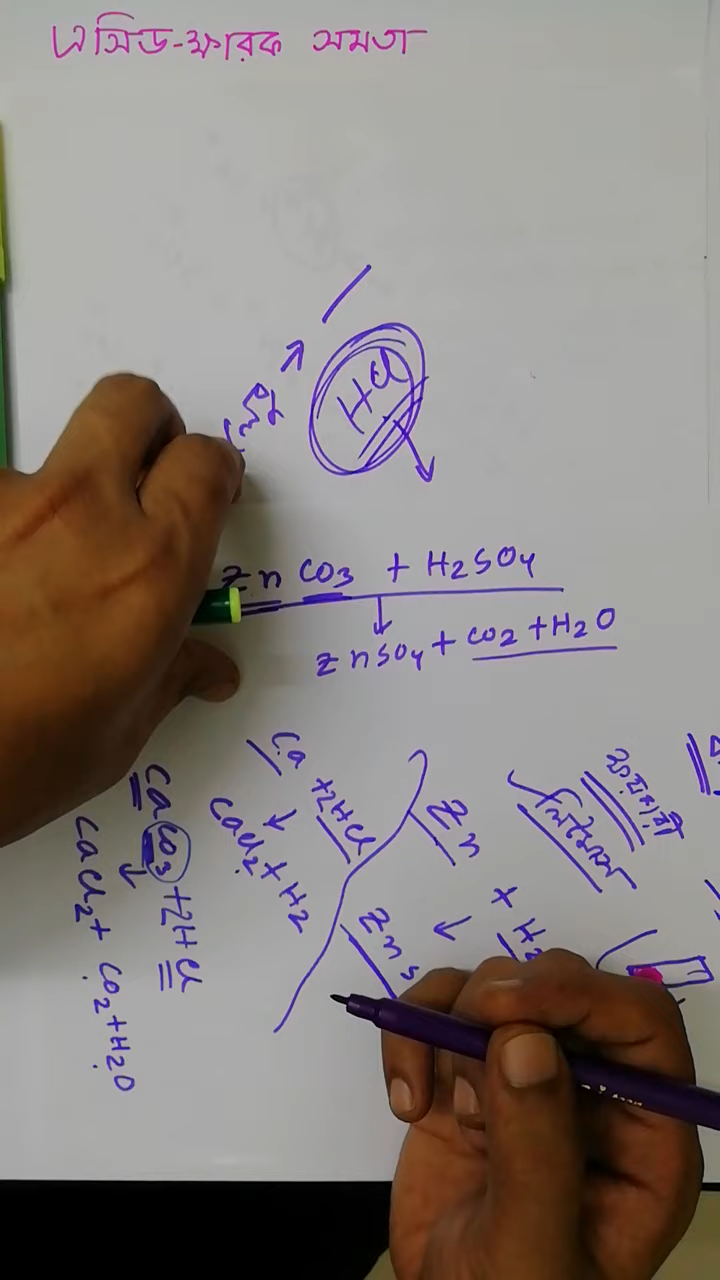 এসিড-ক্ষারক সমতা
HCl
ZnCO3 + H2SO4
ZnSO4 + CO2 + H2O
Ca + 2HCl
CaCl2 + H2
Zn
+ H2
ZnS
CaCO3 + 2HCl
CaCl2 + CO2 + H2O